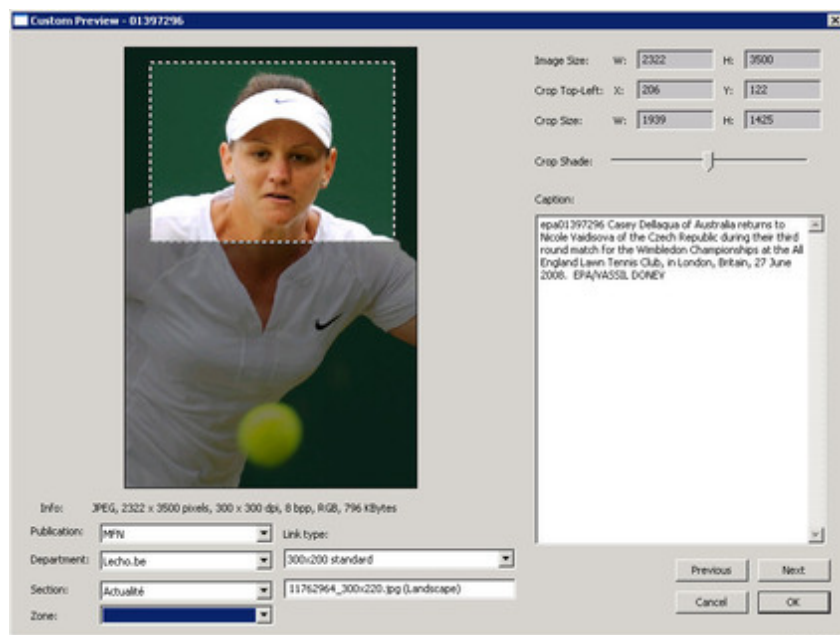 Custom Preview - 01397296
Image Size: W: 2322 H: 3500
Crop Top-Left: X: 206 Y: 122
Crop Size: W: 1939 H: 1425
Crop Shade:
Caption:
epa01397296 Casey Dellaqua of Australia returns to
Nicole Vaidisova of the Czech Republic during their third
round match for the Wimbledon Championships at the All
England Lawn Tennis Club, in London, Britain, 27 June
2008. EPA/VASSIL DONEV
Info: JPEG, 2322 x 3500 pixels, 300 x 300 dpi, 8 bpp, RGB, 796 KBytes
Publication: MFN Link type:
Department: Lecho.be 300x200 standard
Section: Actualité 11762964_300x220.jpg (Landscape)
Zone:
Previous Next
Cancel OK